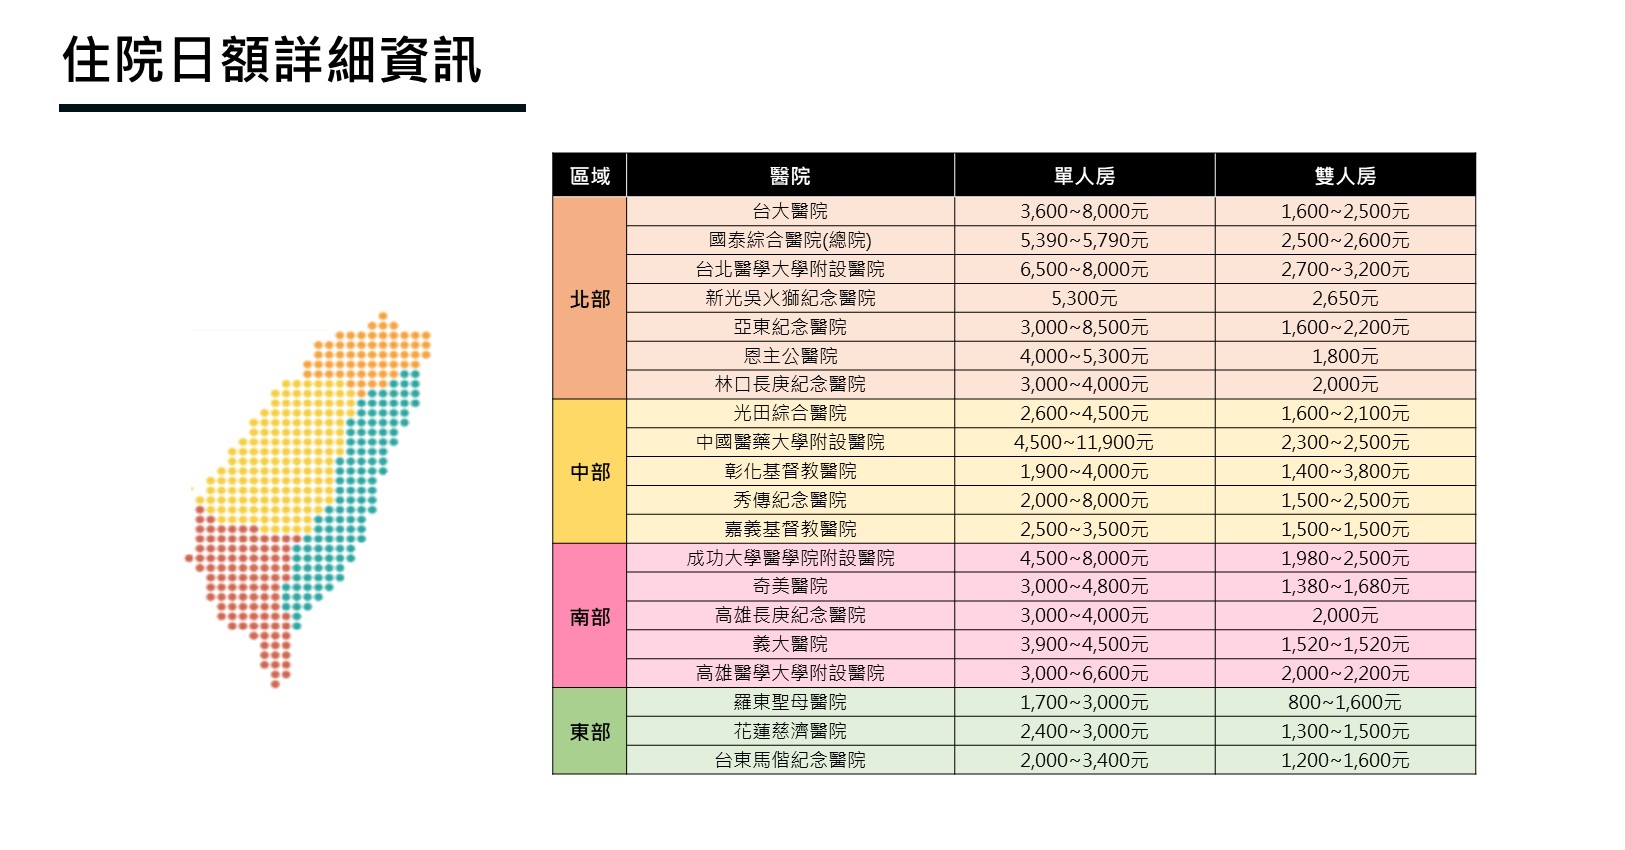 住院日額詳細資訊
區域 醫院 單人房 雙人房
北部
台大醫院 3,600~8,000元 1,600~2,500元
國泰綜合醫院(總院) 5,390~5,790元 2,500~2,600元
台北醫學大學附設醫院 6,500~8,000元 2,700~3,200元
新光吳火獅紀念醫院 5,300元 2,650元
亞東紀念醫院 3,000~8,500元 1,600~2,200元
恩主公醫院 4,000~5,300元 1,800元
林口長庚紀念醫院 3,000~4,000元 2,000元
中部
光田綜合醫院 2,600~4,500元 1,600~2,100元
中國醫藥大學附設醫院 4,500~11,900元 2,300~2,500元
彰化基督教醫院 1,900~4,000元 1,400~3,800元
秀傳紀念醫院 2,000~8,000元 1,500~2,500元
嘉義基督教醫院 2,500~3,500元 1,500~1,500元
南部
成功大學醫學院附設醫院 4,500~8,000元 1,980~2,500元
奇美醫院 3,000~4,800元 1,380~1,680元
高雄長庚紀念醫院 3,000~4,000元 2,000元
義大醫院 3,900~4,500元 1,520~1,520元
高雄醫學大學附設醫院 3,000~6,600元 2,000~2,200元
東部
羅東聖母醫院 1,700~3,000元 800~1,600元
花蓮慈濟醫院 2,400~3,000元 1,300~1,500元
台東馬偕紀念醫院 2,000~3,400元 1,200~1,600元